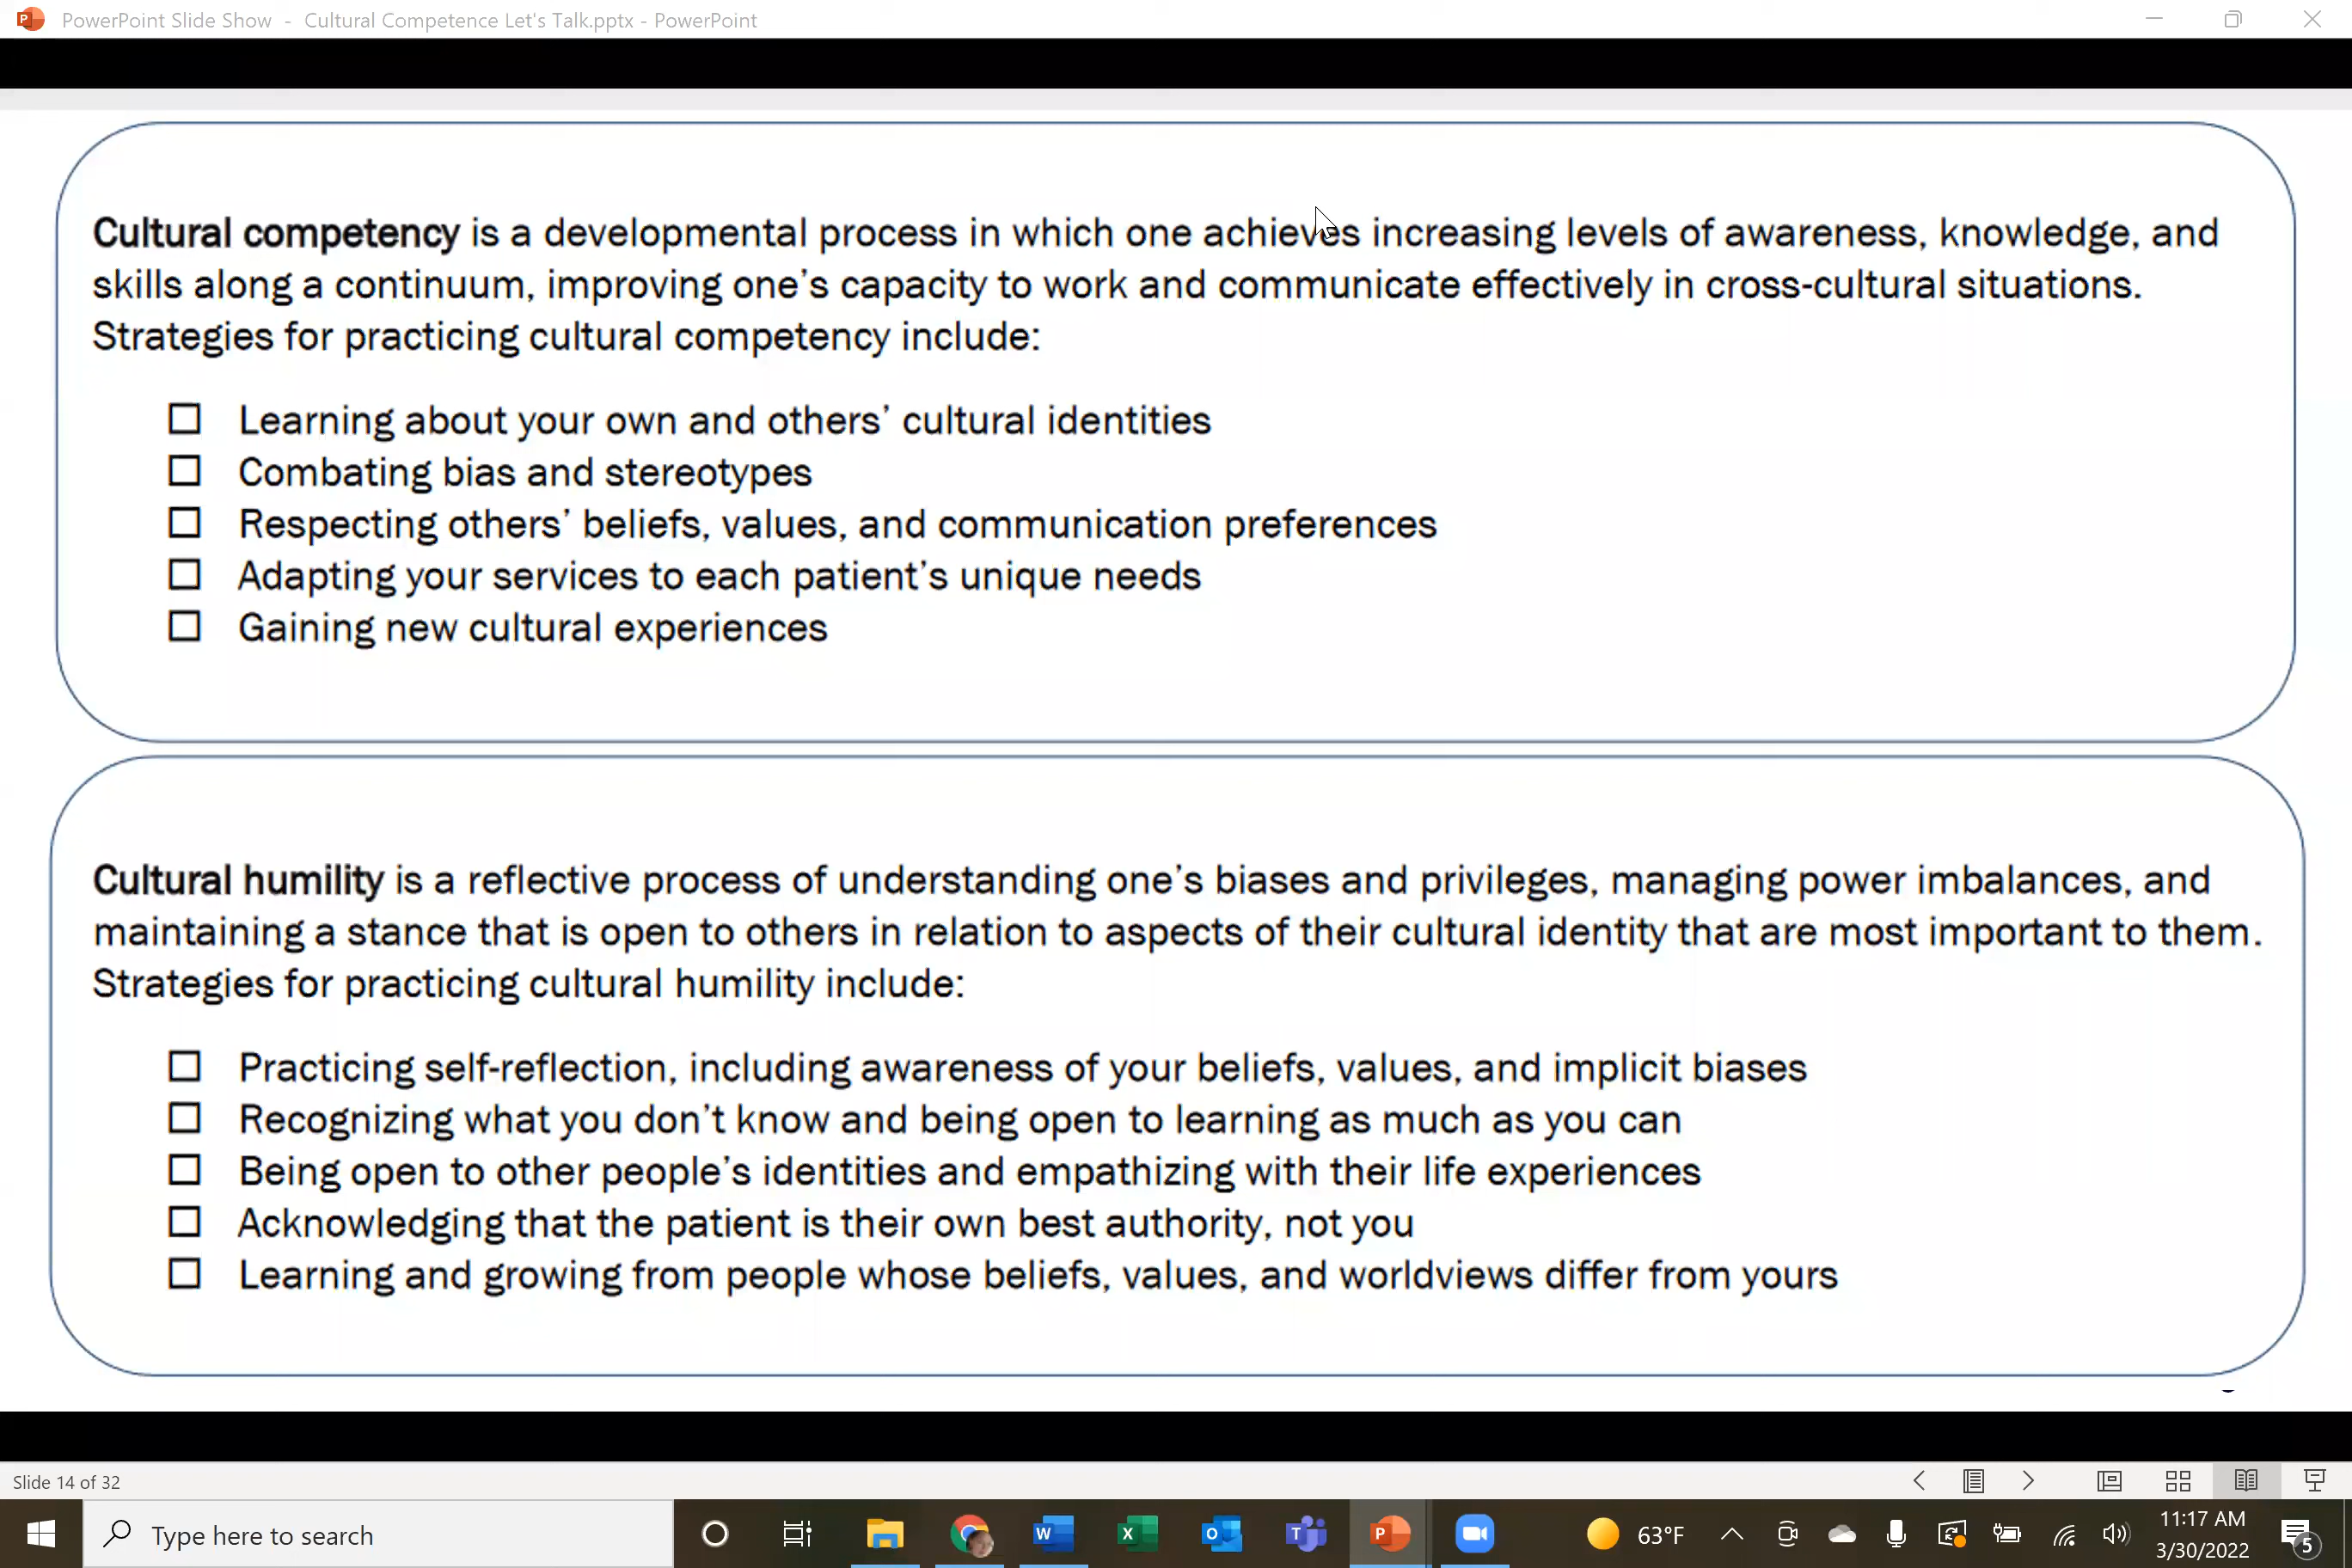 PowerPoint Slide Show - Cultural Competence Let's Talk.pptx - PowerPoint
Cultural competency is a developmental process in which one achieves increasing levels of awareness, knowledge, and
skills along a continuum, improving one’s capacity to work and communicate effectively in cross-cultural situations.
Strategies for practicing cultural competency include:
☐ Learning about your own and others’ cultural identities
☐ Combating bias and stereotypes
☐ Respecting others’ beliefs, values, and communication preferences
☐ Adapting your services to each patient’s unique needs
☐ Gaining new cultural experiences
Cultural humility is a reflective process of understanding one’s biases and privileges, managing power imbalances, and
maintaining a stance that is open to others in relation to aspects of their cultural identity that are most important to them.
Strategies for practicing cultural humility include:
☐ Practicing self-reflection, including awareness of your beliefs, values, and implicit biases
☐ Recognizing what you don’t know and being open to learning as much as you can
☐ Being open to other people’s identities and empathizing with their life experiences
☐ Acknowledging that the patient is their own best authority, not you
☐ Learning and growing from people whose beliefs, values, and worldviews differ from yours
Slide 14 of 32
Type here to search
63°F
11:17 AM
3/30/2022
5